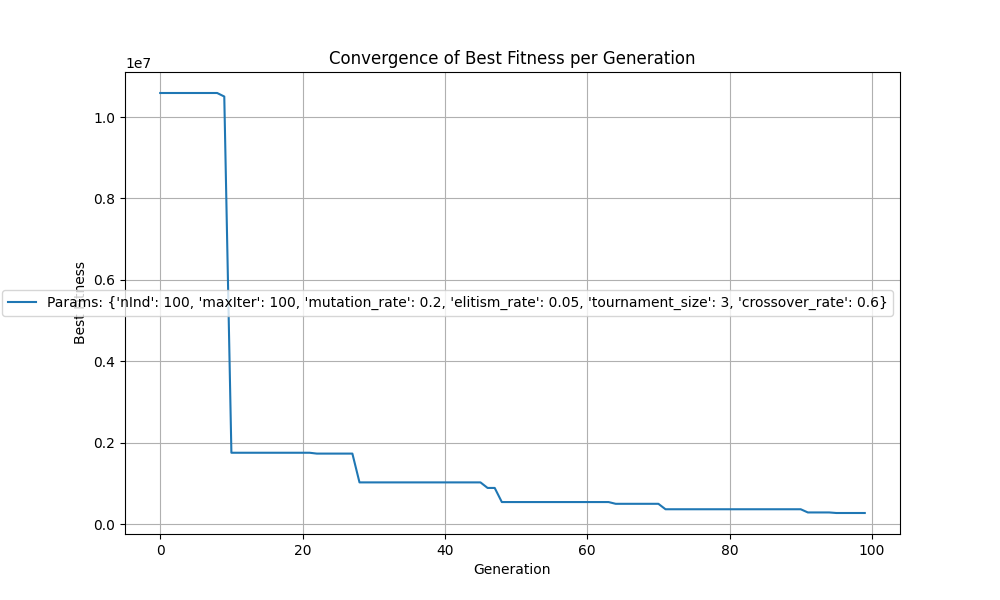 Convergence of Best Fitness per Generation
1e7
1.0
0.8
0.6
Best Fitness
Params: {'nInd': 100, 'maxIter': 100, 'mutation_rate': 0.2, 'elitism_rate': 0.05, 'tournament_size': 3, 'crossover_rate': 0.6}
0.4
0.2
0.0
0 20 40 60 80 100
Generation